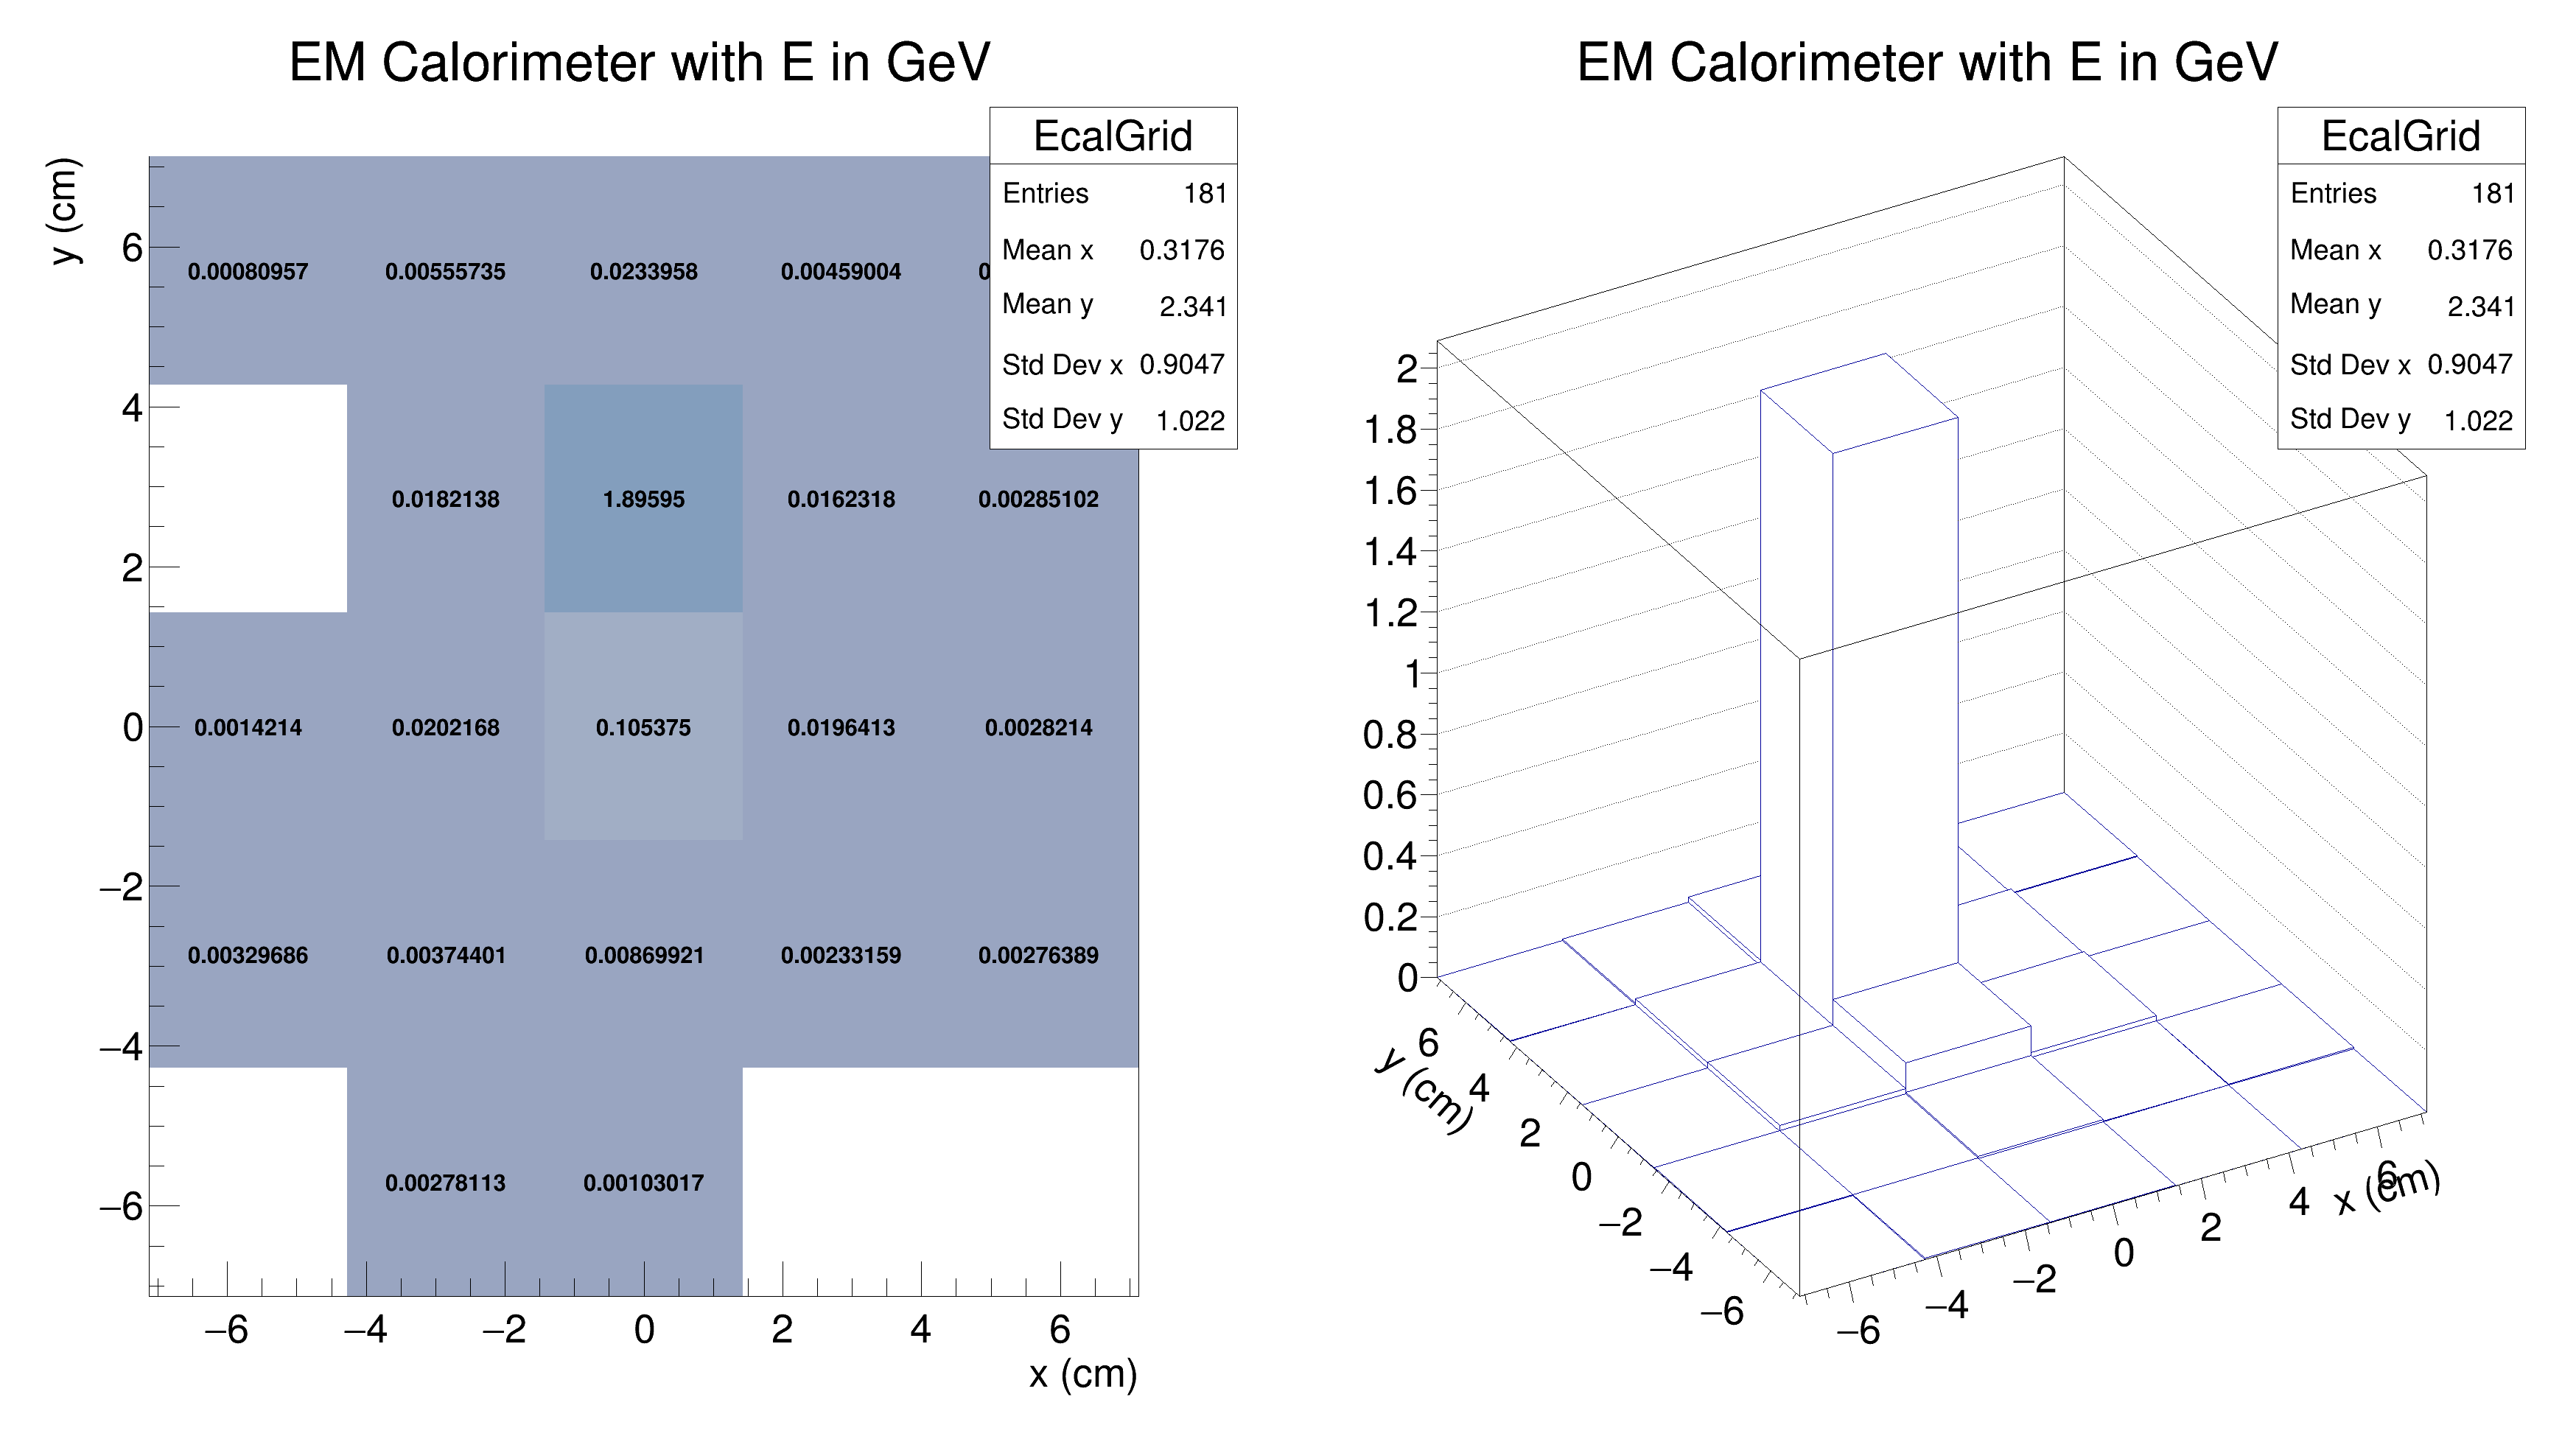 EM Calorimeter with E in GeV
EcalGrid
Entries 181
Mean x 0.3176
Mean y 2.341
Std Dev x 0.9047
Std Dev y 1.022
y (cm)
6
4
2
0
−2
−4
−6
0.00080957 0.00555735 0.0233958 0.00459004
0.0182138 1.89595 0.0162318 0.00285102
0.0014214 0.0202168 0.105375 0.0196413 0.0028214
0.00329686 0.00374401 0.00869921 0.00233159 0.00276389
0.00278113 0.00103017
−6 −4 −2 0 2 4 6
x (cm)
EM Calorimeter with E in GeV
EcalGrid
Entries 181
Mean x 0.3176
Mean y 2.341
Std Dev x 0.9047
Std Dev y 1.022
2
1.8
1.6
1.4
1.2
1
0.8
0.6
0.4
0.2
0
6
4
2
0
−2
−4
−6
y (cm)
−6 −4 −2 0 2 4 6
x (cm)